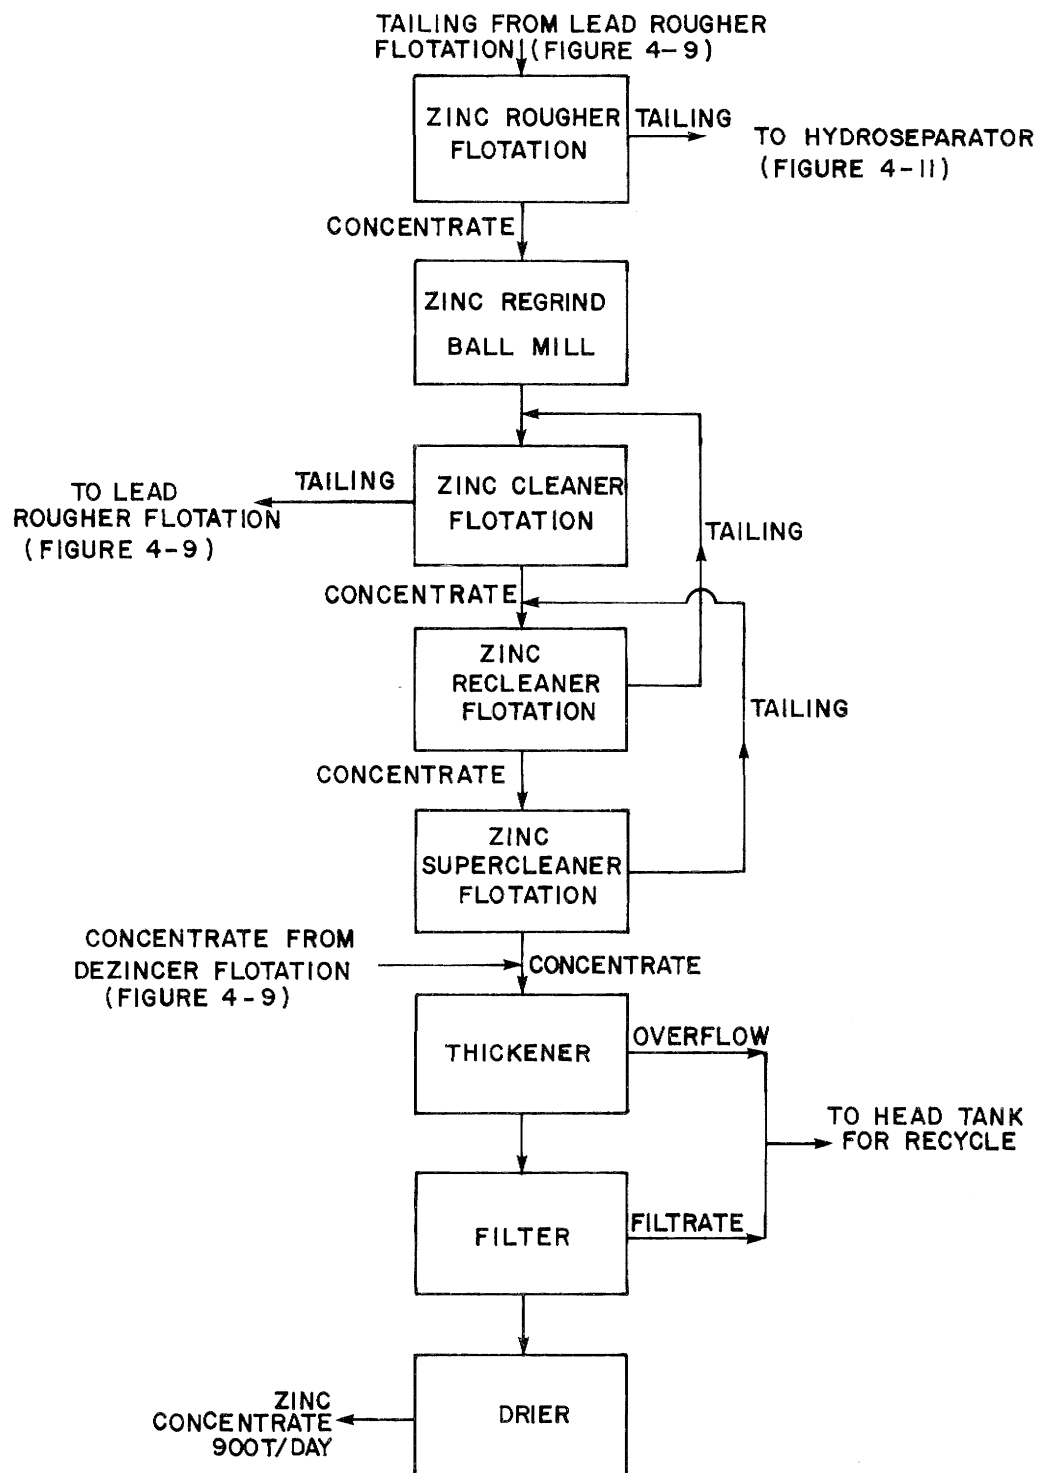 TAILING FROM LEAD ROUGHER
FLOTATION (FIGURE 4-9)
ZINC ROUGHER
FLOTATION
TAILING
TO HYDROSEPARATOR
(FIGURE 4-11)
CONCENTRATE
ZINC REGRIND
BALL MILL
ZINC CLEANER
FLOTATION
TAILING
TO LEAD
ROUGHER FLOTATION
(FIGURE 4-9)
TAILING
CONCENTRATE
ZINC
RECLEANER
FLOTATION
TAILING
CONCENTRATE
ZINC
SUPERCLEANER
FLOTATION
CONCENTRATE FROM
DEZINCER FLOTATION
(FIGURE 4-9)
CONCENTRATE
THICKENER
OVERFLOW
TO HEAD TANK
FOR RECYCLE
FILTER
FILTRATE
DRIER
ZINC
CONCENTRATE
900T/DAY